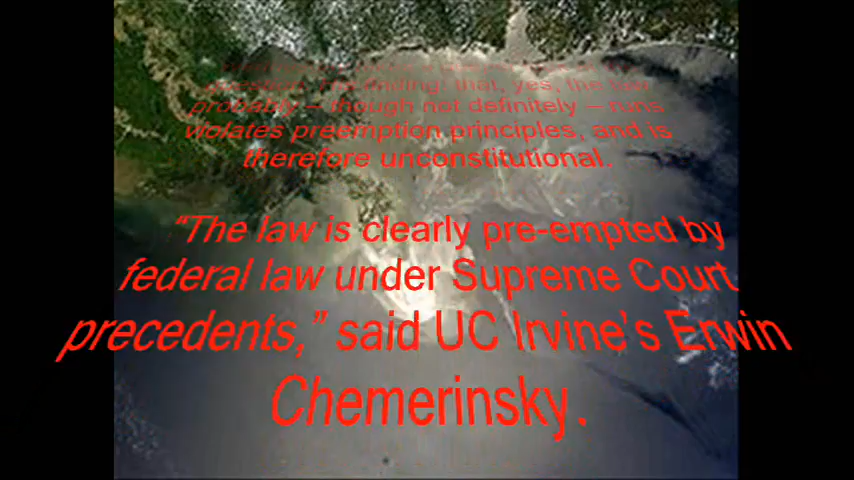 question, not finding that, yes, the law
probably – though not definitely – runs
violates preemption principles, and is
therefore unconstitutional.
“The law is clearly pre-empted by
federal law under Supreme Court
precedents,” said UC Irvine's Erwin
Chemerinsky.